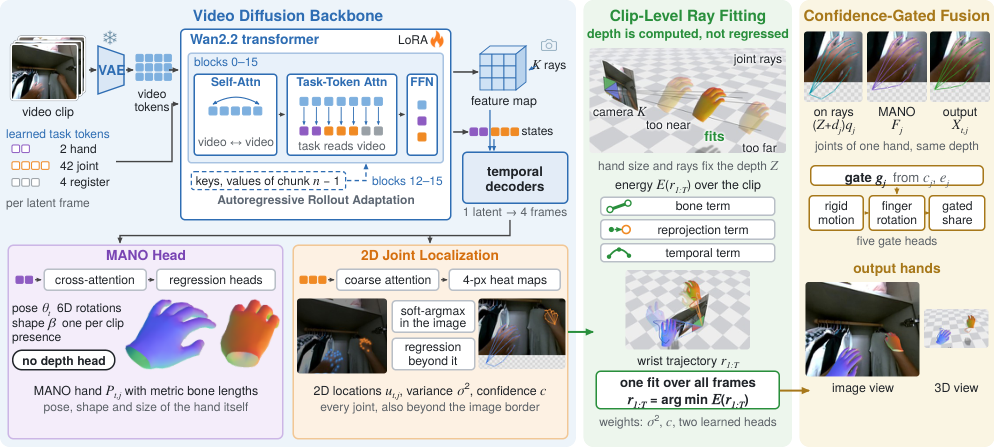 Video Diffusion Backbone
video clip
VAE
video
tokens
learned task tokens
2 hand
42 joint
4 register
per latent frame
Wan2.2 transformer
LoRA
blocks 0–15
Self-Attn
video ↔ video
Task-Token Attn
task reads video
FFN
keys, values of chunk n − 1
blocks 12–15
Autoregressive Rollout Adaptation
K rays
feature map
states
temporal
decoders
1 latent → 4 frames
MANO Head
cross-attention
regression heads
pose θt 6D rotations
shape β one per clip
presence
no depth head
MANO hand Pt,j with metric bone lengths
pose, shape and size of the hand itself
2D Joint Localization
coarse attention
4-px heat maps
soft-argmax
in the image
regression
beyond it
2D locations ut,j, variance σ², confidence c
every joint, also beyond the image border
Clip-Level Ray Fitting
depth is computed, not regressed
joint rays
camera K
too near
fits
too far
hand size and rays fix the depth Z
energy E(r1:T) over the clip
bone term
reprojection term
temporal term
wrist trajectory r1:T
one fit over all frames
r1:T = arg min E(r1:T)
weights: σ², c, two learned heads
Confidence-Gated Fusion
on rays
(Z+dj)qj
MANO
Fj
output
Xt,j
joints of one hand, same depth
gate gj from cj, ej
rigid
motion
finger
rotation
gated
share
five gate heads
output hands
image view
3D view